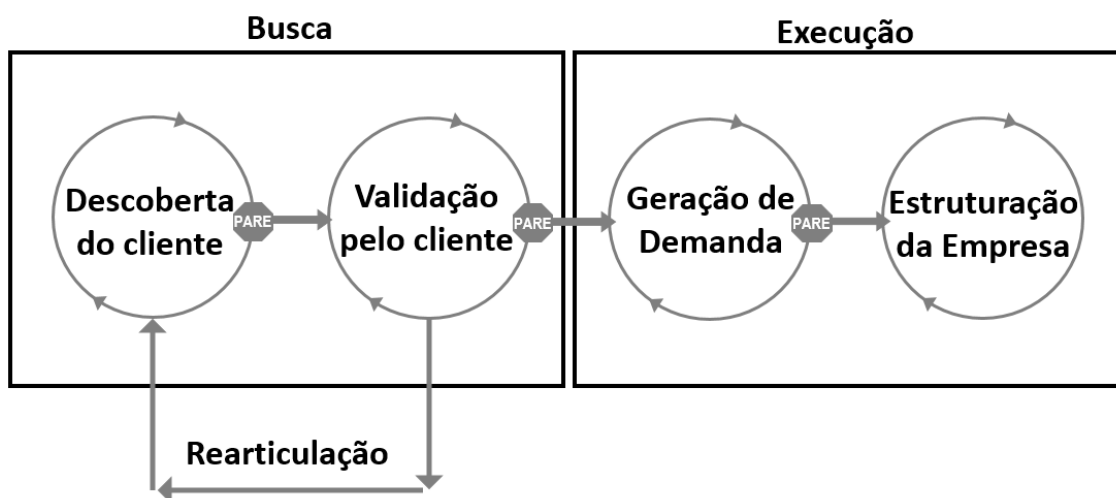 Busca
Execução
Descoberta
do cliente
PARE
Validação
pelo cliente
PARE
Geração de
Demanda
PARE
Estruturação
da Empresa
Rearticulação